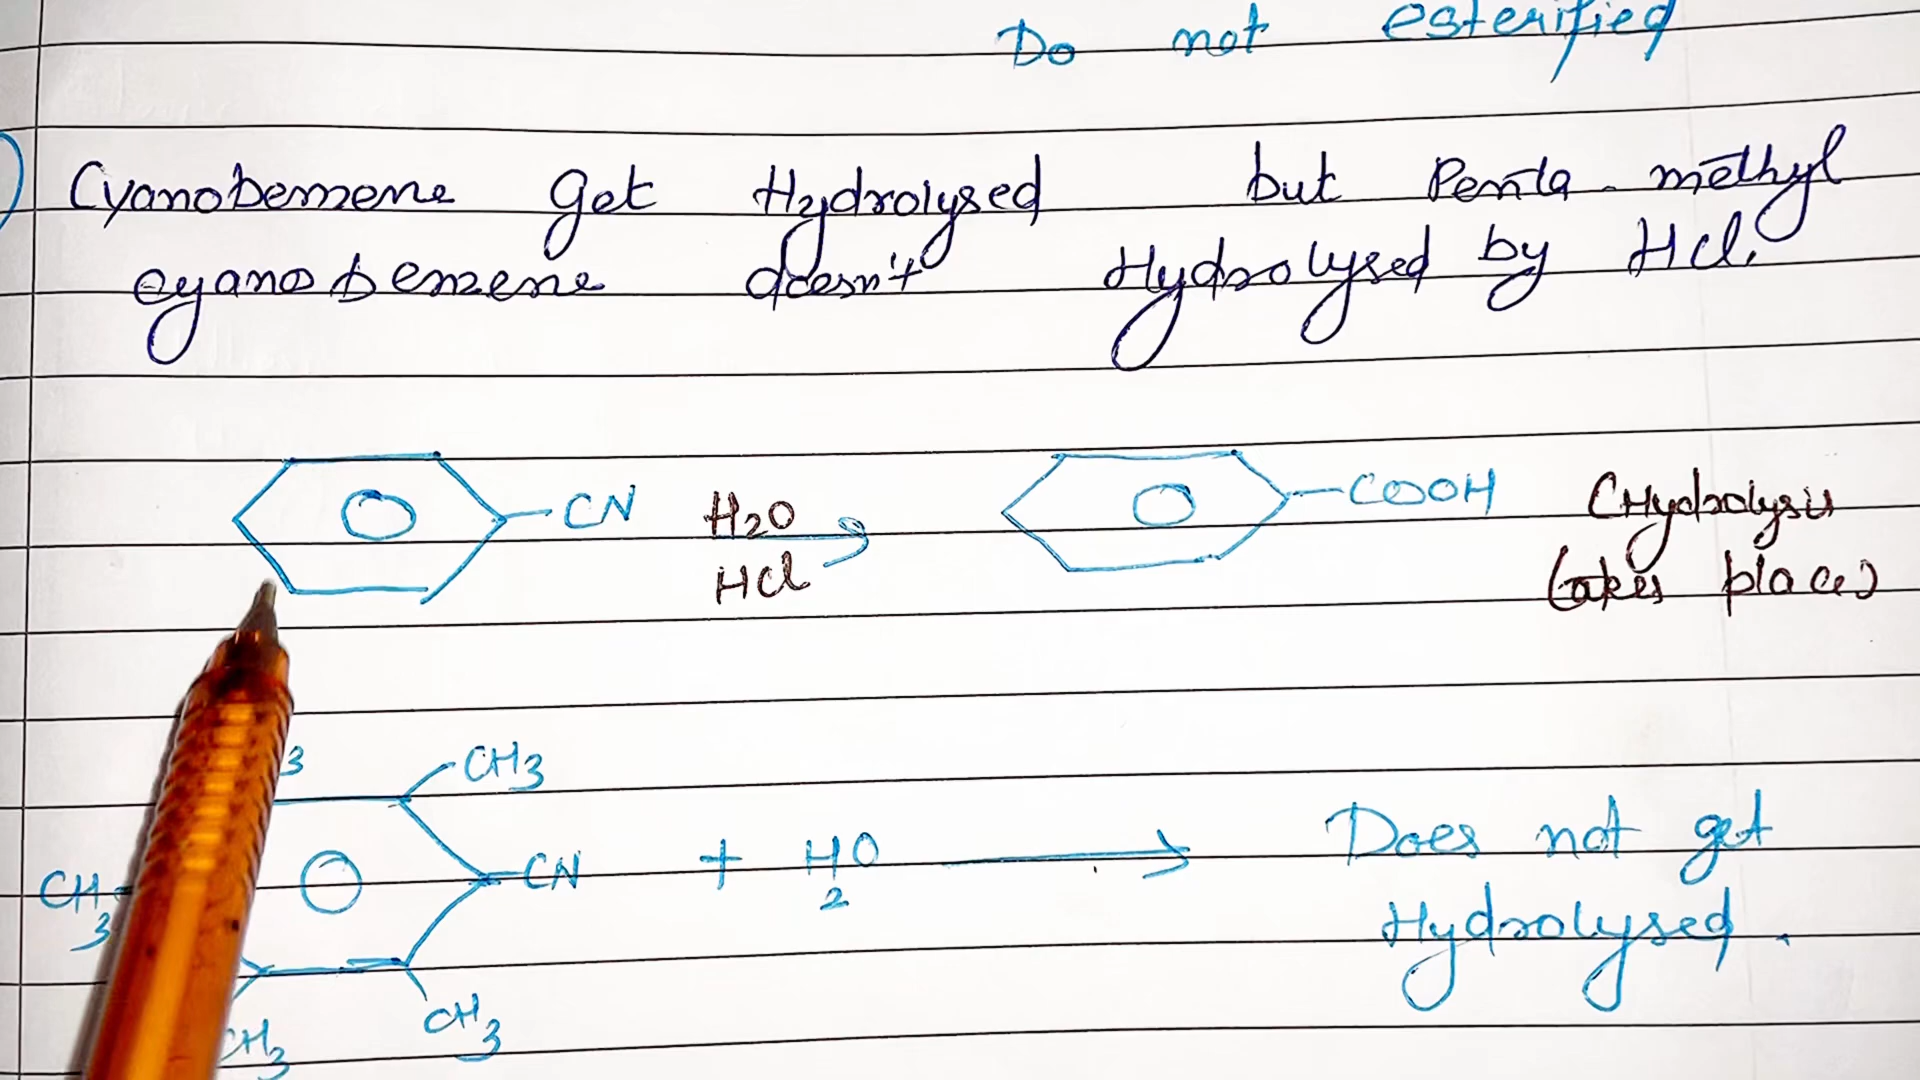 Do not esterified
Cyanobenzene get Hydrolysed but Penta-methyl
cyanobenzene doesn't Hydrolysed by Hcl.
CN H2O COOH (Hydrolysis
HCl takes place)
3 CH3
CH3 CN + H2O Does not get
Hydrolysed.
CH3 CH3